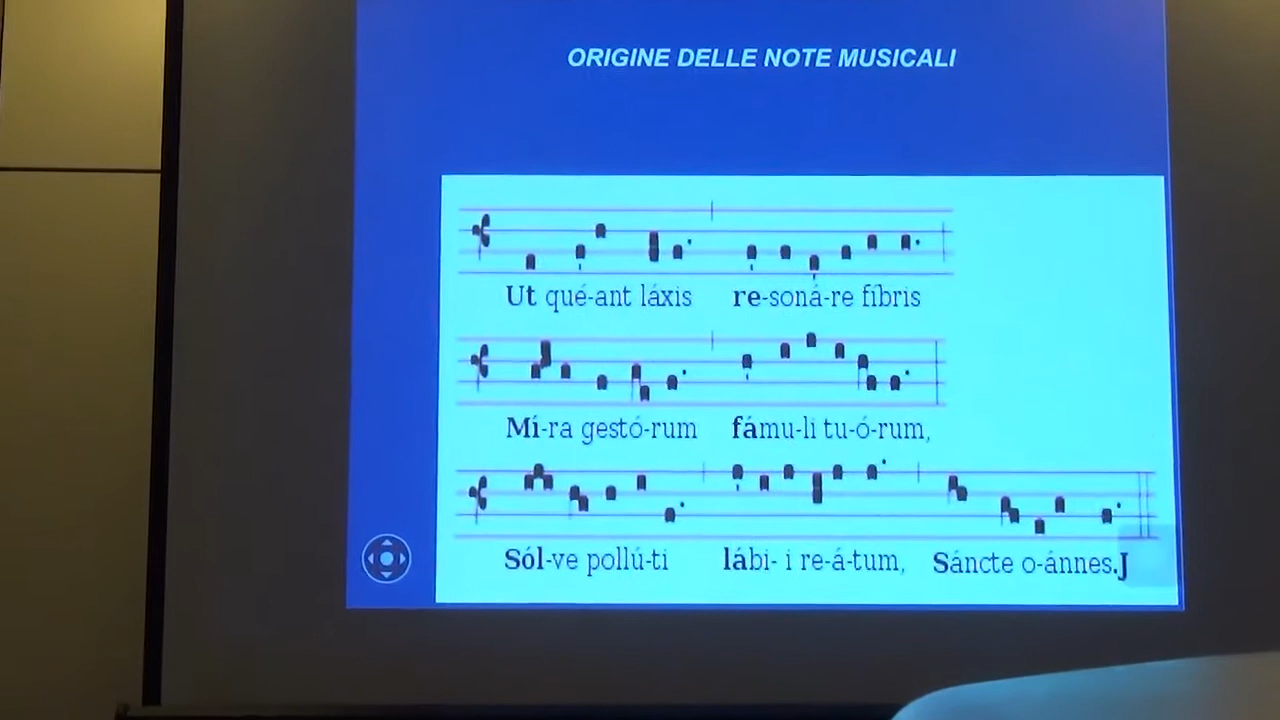 ORIGINE DELLE NOTE MUSICALI
Ut qué-ant láxis re-soná-re fíbris
Mí-ra gestó-rum fámu-li tu-ó-rum,
Sól-ve pollú-ti lábi- i re-á-tum, Sáncte o-ánnes.J